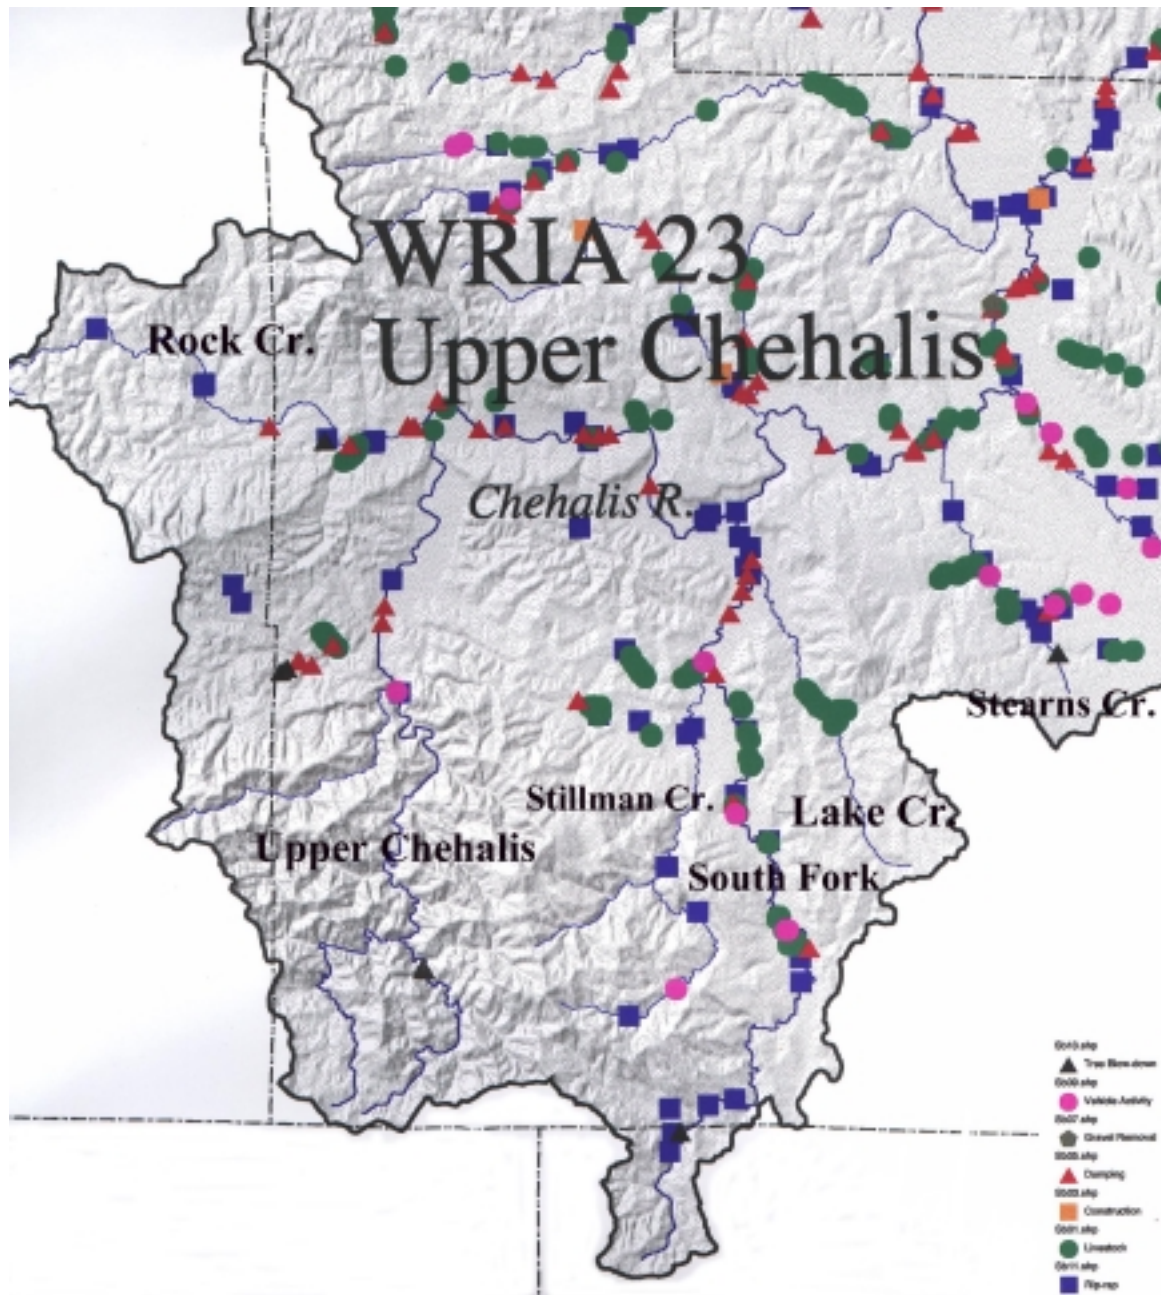 WRIA 23
Upper Chehalis
Rock Cr.
Chehalis R.
Stearns Cr.
Stillman Cr.
Lake Cr.
Upper Chehalis
South Fork
Tree Blow-down
Vehicle Activity
Gravel Removal
Dumping
Construction
Livestock
Rip-rap